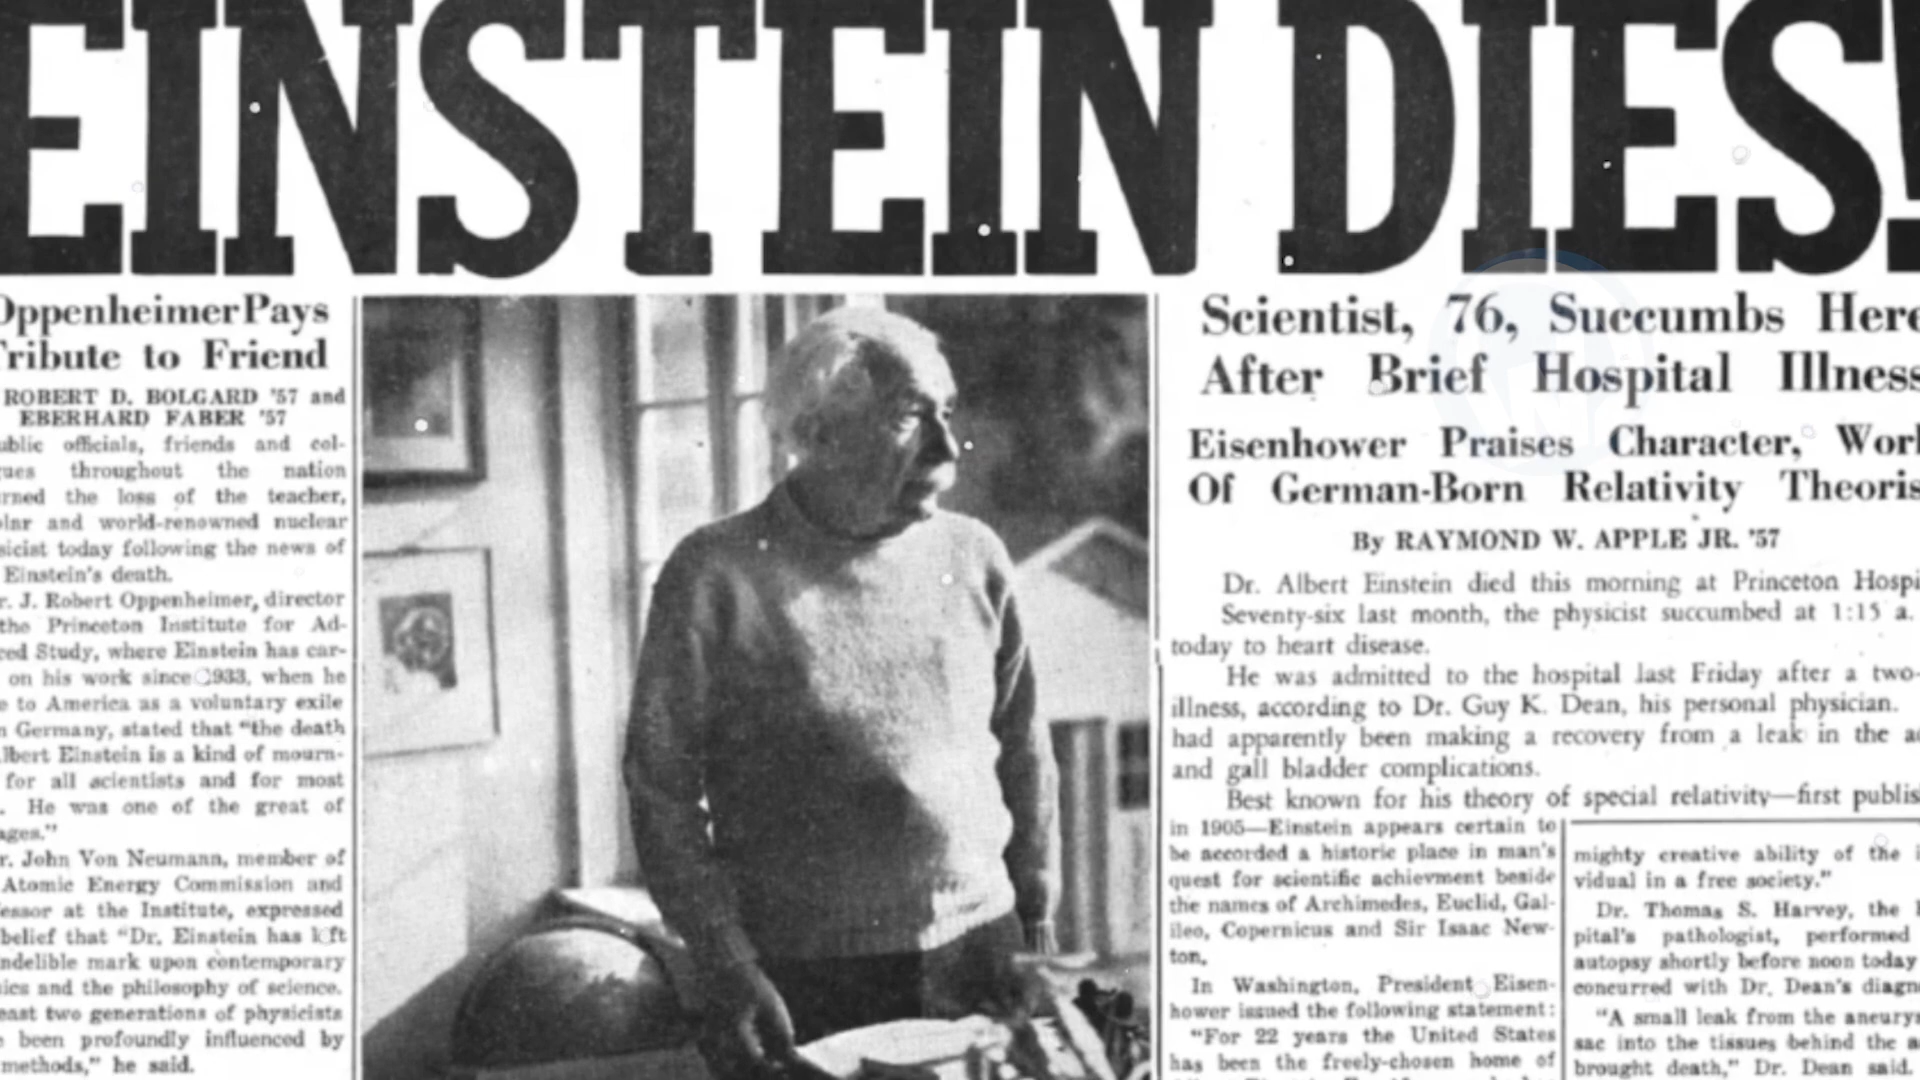 EINSTEIN DIES!
Oppenheimer Pays
Tribute to Friend
ROBERT D. BOLGARD '57 and
EBERHARD FABER '57
ublic officials, friends and col-
gues throughout the nation
urned the loss of the teacher,
olar and world-renowned nuclear
sicist today following the news of
Einstein's death.
r. J. Robert Oppenheimer, director
the Princeton Institute for Ad-
ced Study, where Einstein has car-
on his work since 1933, when he
e to America as a voluntary exile
n Germany, stated that "the death
lbert Einstein is a kind of mourn-
for all scientists and for most
. He was one of the great of
ages."
r. John Von Neumann, member of
Atomic Energy Commission and
fessor at the Institute, expressed
belief that "Dr. Einstein has left
ndelible mark upon contemporary
sics and the philosophy of science.
east two generations of physicists
e been profoundly influenced by
methods," he said.
Scientist, 76, Succumbs Here
After Brief Hospital Illness
Eisenhower Praises Character, Work
Of German-Born Relativity Theoris
By RAYMOND W. APPLE JR. '57
Dr. Albert Einstein died this morning at Princeton Hospi
Seventy-six last month, the physicist succumbed at 1:15 a.
today to heart disease.
He was admitted to the hospital last Friday after a two-
illness, according to Dr. Guy K. Dean, his personal physician.
had apparently been making a recovery from a leak in the a
and gall bladder complications.
Best known for his theory of special relativity—first publis
in 1905—Einstein appears certain to
be accorded a historic place in man's
quest for scientific achievment beside
the names of Archimedes, Euclid, Gal-
ileo, Copernicus and Sir Isaac New-
ton.
In Washington, President Eisen-
hower issued the following statement:
"For 22 years the United States
has been the freely-chosen home of
mighty creative ability of the i
vidual in a free society."
Dr. Thomas S. Harvey, the
pital's pathologist, performed
autopsy shortly before noon today
concurred with Dr. Dean's diagn
"A small leak from the aneurys
sac into the tissues behind the a
brought death," Dr. Dean said.